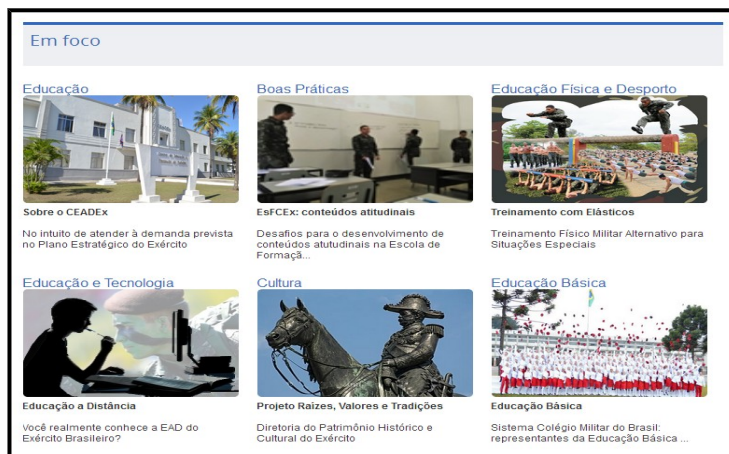 Em foco
Educação
Boas Práticas
Educação Física e Desporto
Sobre o CEADEx
EsFCEx: conteúdos atitudinais
Treinamento com Elásticos
No intuito de atender à demanda prevista
no Plano Estratégico do Exército
Desafios para o desenvolvimento de
conteúdos atutudinais na Escola de
Formaçã...
Treinamento Físico Militar Alternativo para
Situações Especiais
Educação e Tecnologia
Cultura
Educação Básica
Educação a Distância
Projeto Raizes, Valores e Tradições
Educação Básica
Você realmente conhece a EAD do
Exército Brasileiro?
Diretoria do Patrimônio Histórico e
Cultural do Exército
Sistema Colégio Militar do Brasil:
representantes da Educação Básica ...